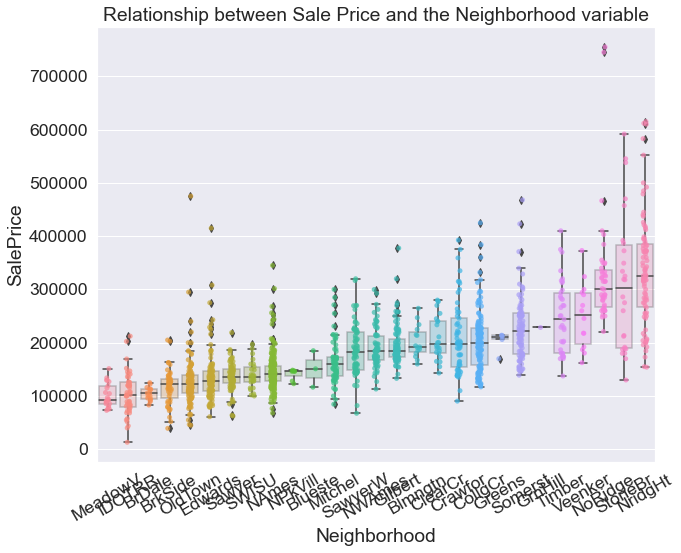 Relationship between Sale Price and the Neighborhood variable
SalePrice
700000
600000
500000
400000
300000
200000
100000
0
MeadowV
IDOTRR
BrDale
BrkSide
OldTown
Edwards
Sawyer
SWISU
NAmes
NPkVill
Blueste
Mitchel
SawyerW
NWAmes
Gilbert
Blmngtn
ClearCr
Crawfor
CollgCr
Greens
Somerst
GrnHill
Timber
Veenker
NoRidge
StoneBr
NridgHt
Neighborhood